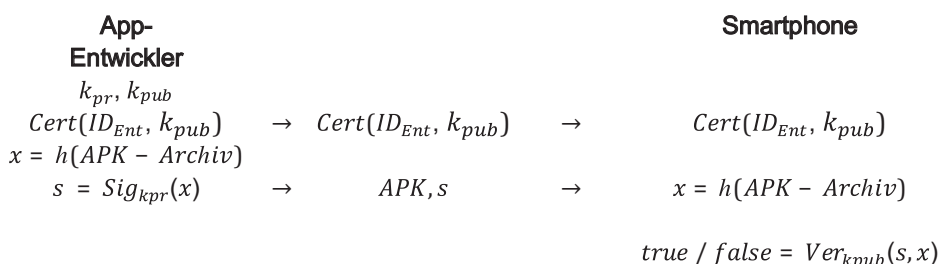 App-Entwickler Smartphone
k_pr, k_pub
Cert(ID_Ent, k_pub) → Cert(ID_Ent, k_pub) → Cert(ID_Ent, k_pub)
x = h(APK − Archiv)
s = Sig_kpr(x) → APK, s → x = h(APK − Archiv)
true / false = Ver_kpub(s, x)